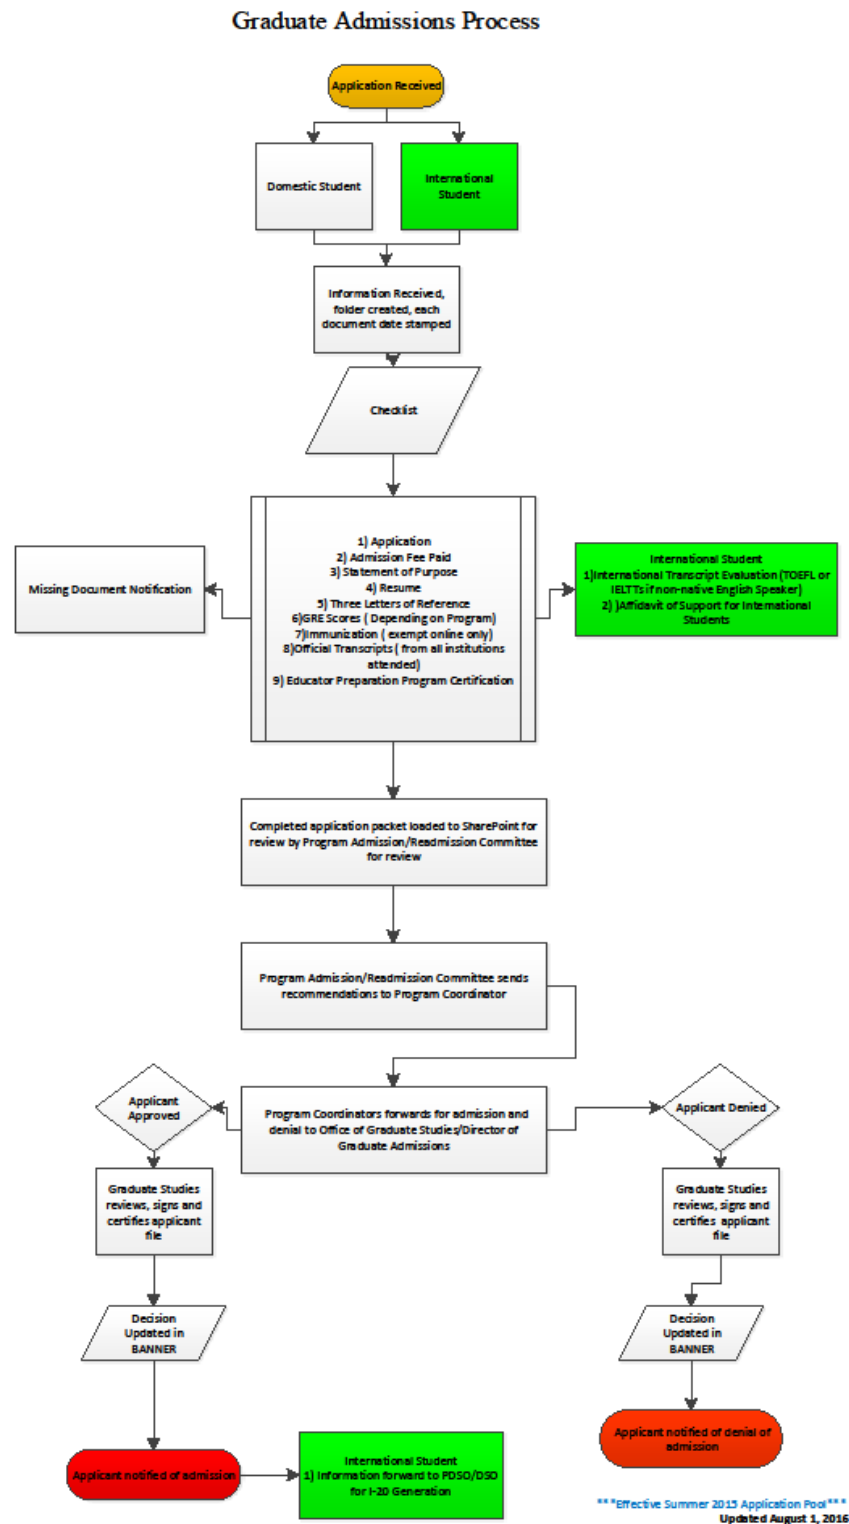 Graduate Admissions Process
Application Received
Domestic Student
International
Student
Information Received,
folder created, each
document date stamped
Checklist
1) Application
2) Admission Fee Paid
3) Statement of Purpose
4) Resume
5) Three Letters of Reference
6)GRE Scores ( Depending on Program)
7)Immunization ( exempt online only)
8)Official Transcripts ( from all institutions
attended)
9) Educator Preparation Program Certification
Missing Document Notification
International Student
1)International Transcript Evaluation (TOEFL or
IELTTs if non-native English Speaker)
2) )Affidavit of Support for International
Students
Completed application packet loaded to SharePoint for
review by Program Admission/Readmission Committee
for review
Program Admission/Readmission Committee sends
recommendations to Program Coordinator
Program Coordinators forwards for admission and
denial to Office of Graduate Studies/Director of
Graduate Admissions
Applicant
Approved
Applicant Denied
Graduate Studies
reviews, signs and
certifies applicant
file
Graduate Studies
reviews, signs and
certifies applicant
file
Decision
Updated in
BANNER
Decision
Updated in
BANNER
Applicant notified of admission
International Student
1) Information forward to PDSO/DSO
for I-20 Generation
Applicant notified of denial of
admission
***Effective Summer 2015 Application Pool***
Updated August 1, 2016